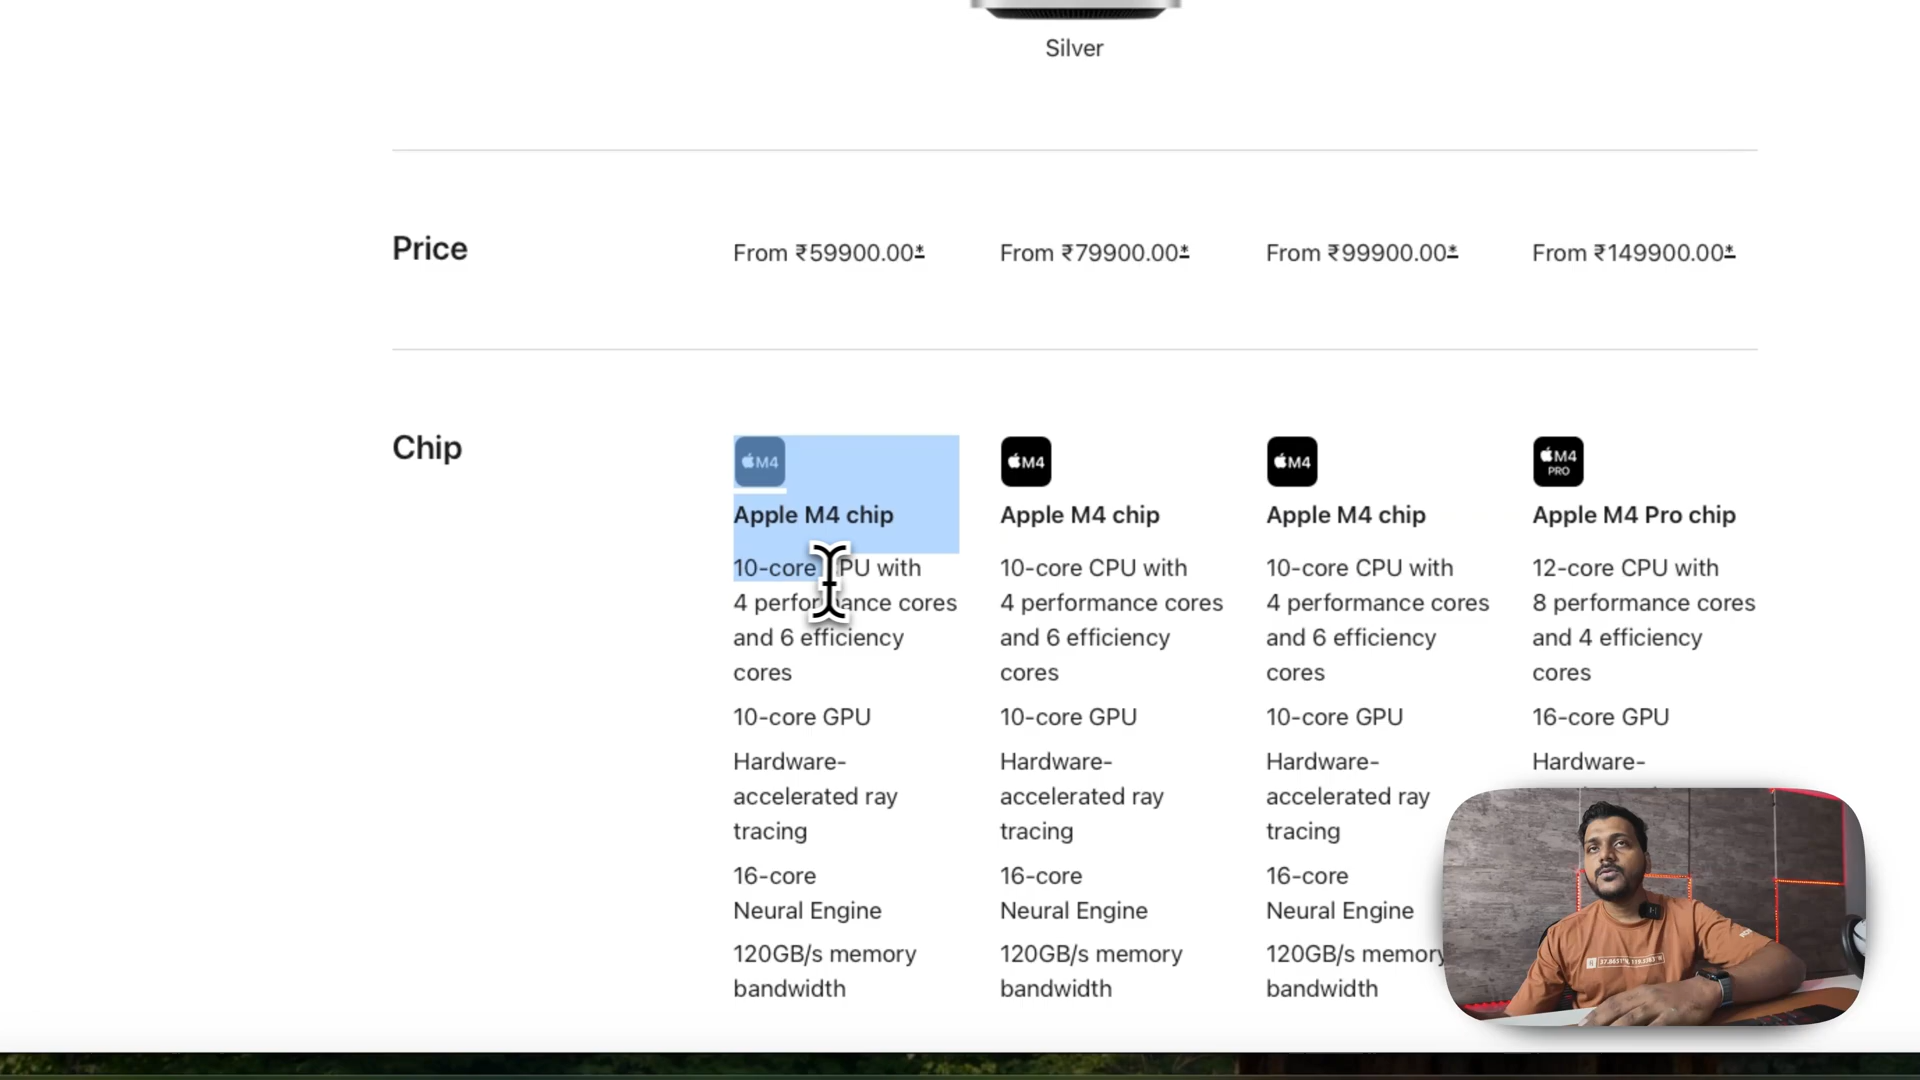 Silver
Price
From ₹59900.00*
From ₹79900.00*
From ₹99900.00*
From ₹149900.00*
Chip
M4
Apple M4 chip
10-core CPU with
4 performance cores
and 6 efficiency
cores
10-core GPU
Hardware-
accelerated ray
tracing
16-core
Neural Engine
120GB/s memory
bandwidth
M4
Apple M4 chip
10-core CPU with
4 performance cores
and 6 efficiency
cores
10-core GPU
Hardware-
accelerated ray
tracing
16-core
Neural Engine
120GB/s memory
bandwidth
M4
Apple M4 chip
10-core CPU with
4 performance cores
and 6 efficiency
cores
10-core GPU
Hardware-
accelerated ray
tracing
16-core
Neural Engine
120GB/s memory
bandwidth
M4
PRO
Apple M4 Pro chip
12-core CPU with
8 performance cores
and 4 efficiency
cores
16-core GPU
Hardware-